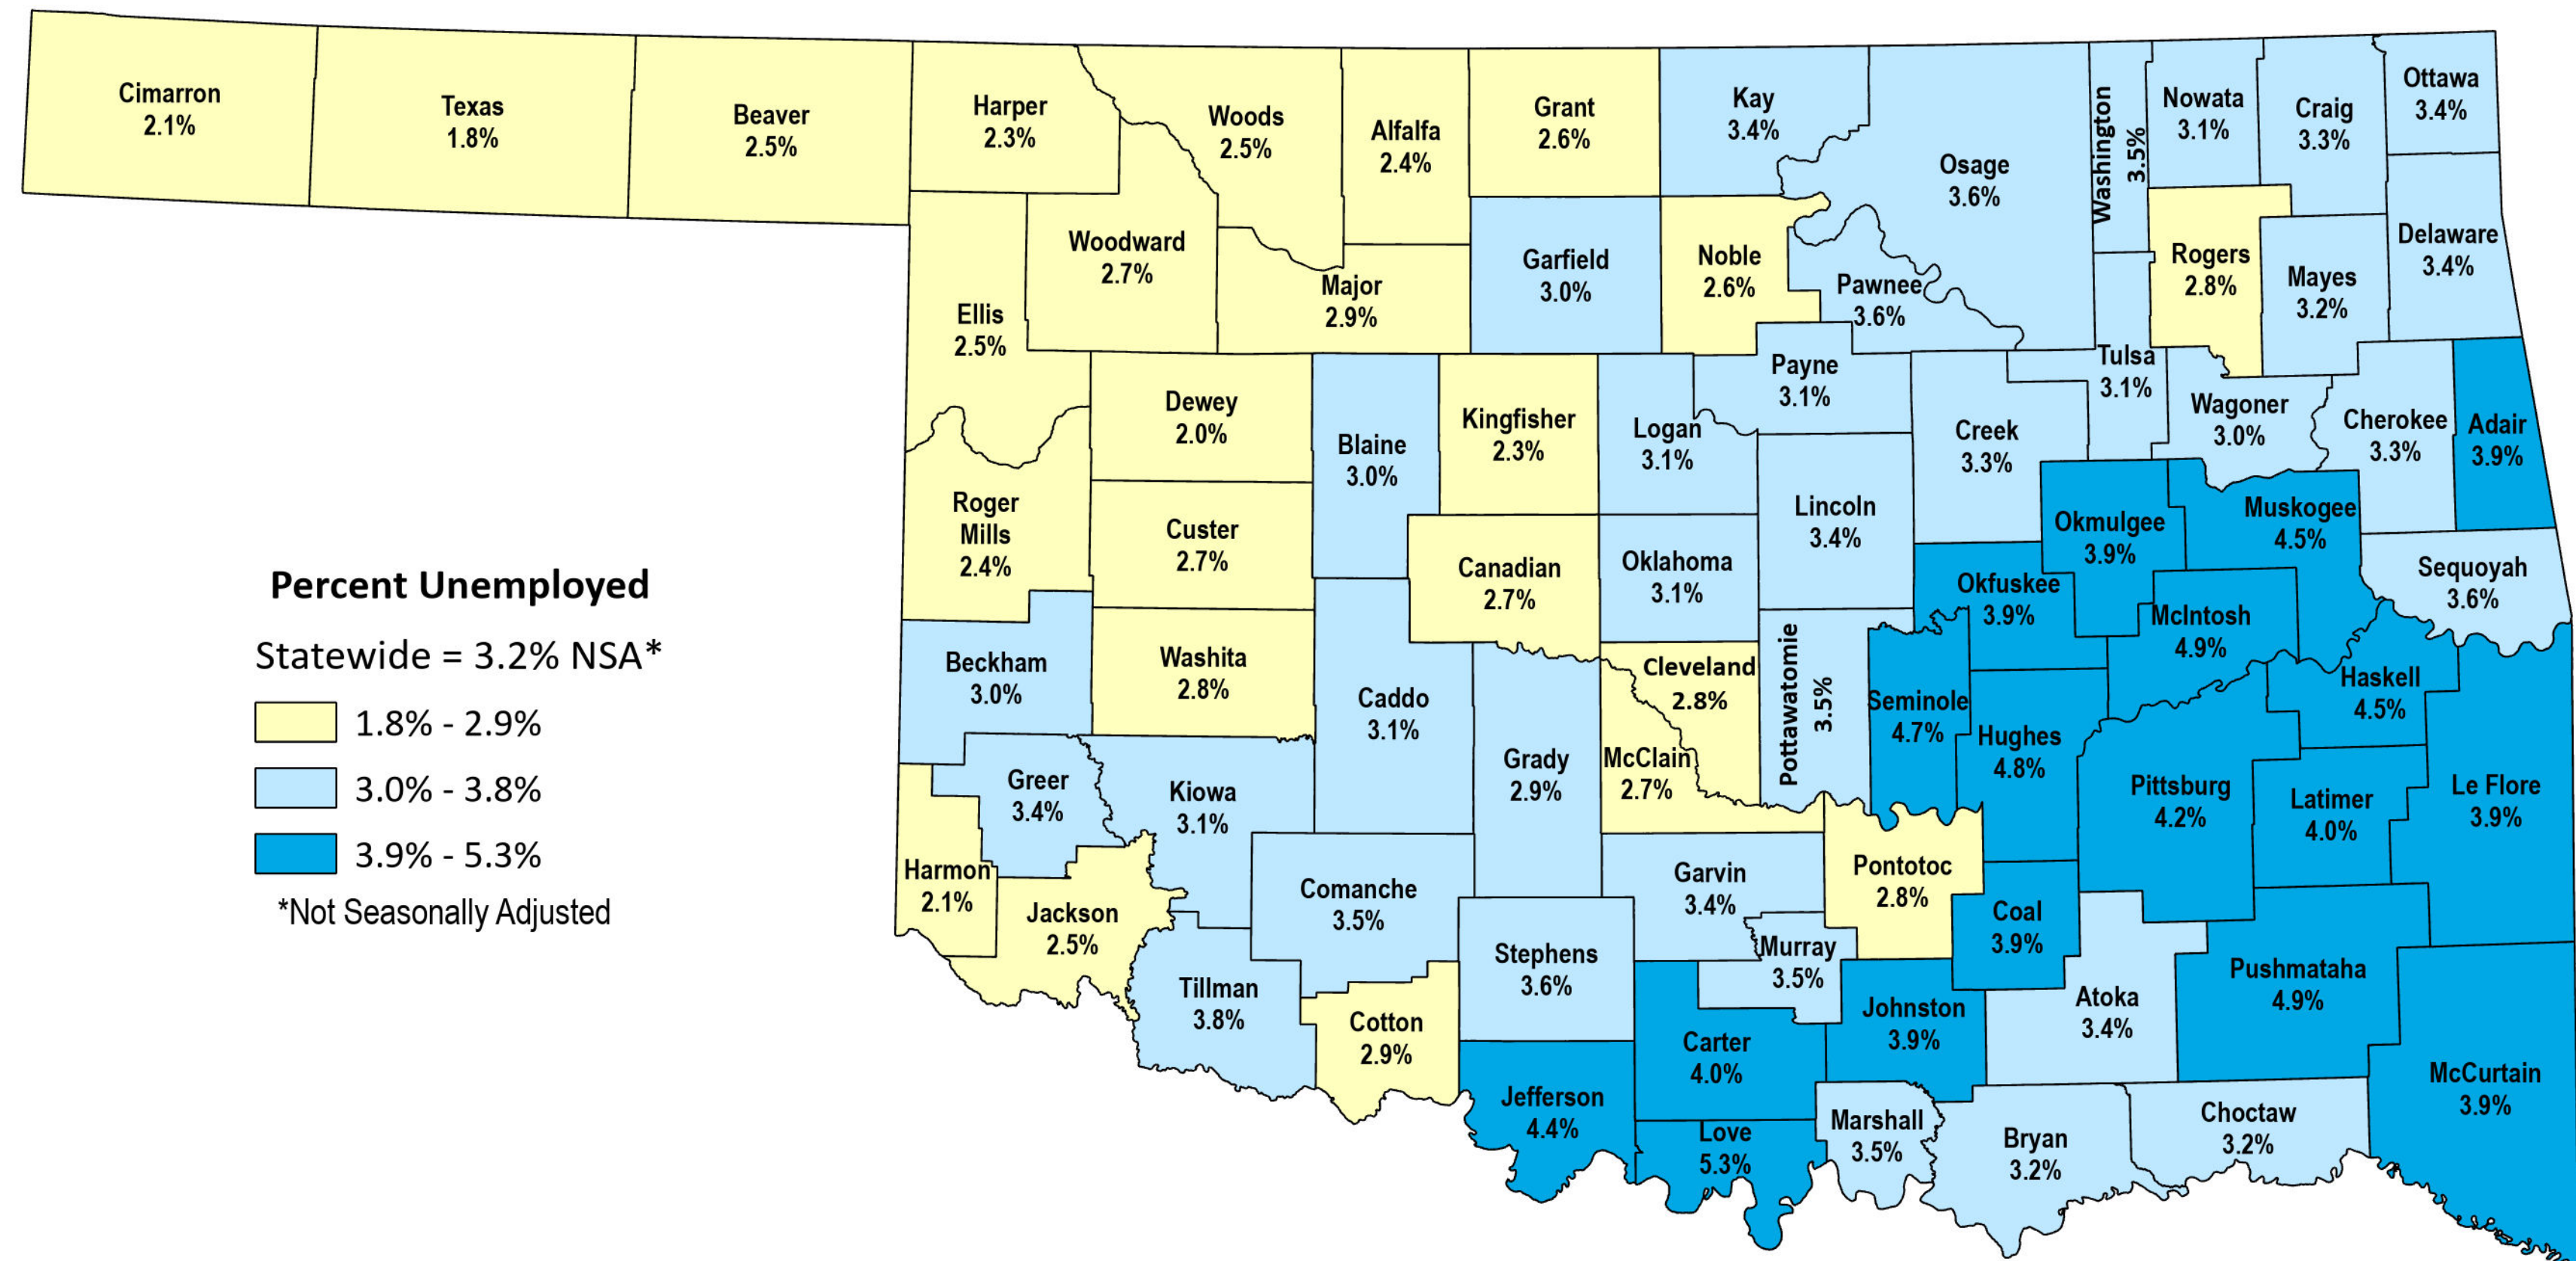 Cimarron
2.1%
Texas
1.8%
Beaver
2.5%
Harper
2.3%
Woods
2.5%
Alfalfa
2.4%
Grant
2.6%
Kay
3.4%
Osage
3.6%
Washington
3.5%
Nowata
3.1%
Craig
3.3%
Ottawa
3.4%
Ellis
2.5%
Woodward
2.7%
Major
2.9%
Garfield
3.0%
Noble
2.6%
Pawnee
3.6%
Rogers
2.8%
Mayes
3.2%
Delaware
3.4%
Dewey
2.0%
Blaine
3.0%
Kingfisher
2.3%
Logan
3.1%
Payne
3.1%
Creek
3.3%
Tulsa
3.1%
Wagoner
3.0%
Cherokee
3.3%
Adair
3.9%
Roger
Mills
2.4%
Custer
2.7%
Canadian
2.7%
Oklahoma
3.1%
Lincoln
3.4%
Okmulgee
3.9%
Muskogee
4.5%
Okfuskee
3.9%
McIntosh
4.9%
Sequoyah
3.6%
Beckham
3.0%
Washita
2.8%
Caddo
3.1%
Grady
2.9%
Cleveland
2.8%
McClain
2.7%
Pottawatomie
3.5%
Seminole
4.7%
Hughes
4.8%
Haskell
4.5%
Pittsburg
4.2%
Latimer
4.0%
Le Flore
3.9%
Greer
3.4%
Kiowa
3.1%
Harmon
2.1%
Jackson
2.5%
Comanche
3.5%
Garvin
3.4%
Pontotoc
2.8%
Coal
3.9%
Tillman
3.8%
Cotton
2.9%
Stephens
3.6%
Murray
3.5%
Johnston
3.9%
Atoka
3.4%
Pushmataha
4.9%
Carter
4.0%
Jefferson
4.4%
Love
5.3%
Marshall
3.5%
Bryan
3.2%
Choctaw
3.2%
McCurtain
3.9%
Percent Unemployed
Statewide = 3.2% NSA*
1.8% - 2.9%
3.0% - 3.8%
3.9% - 5.3%
*Not Seasonally Adjusted